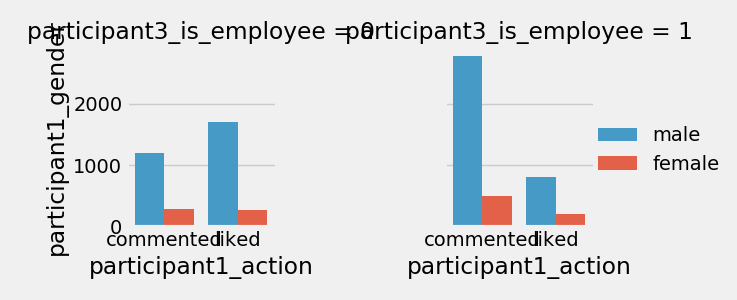 participant3_is_employee = 0
participant3_is_employee = 1
participant1_gender
2000
1000
0
commented
liked
commented
liked
participant1_action
participant1_action
male
female